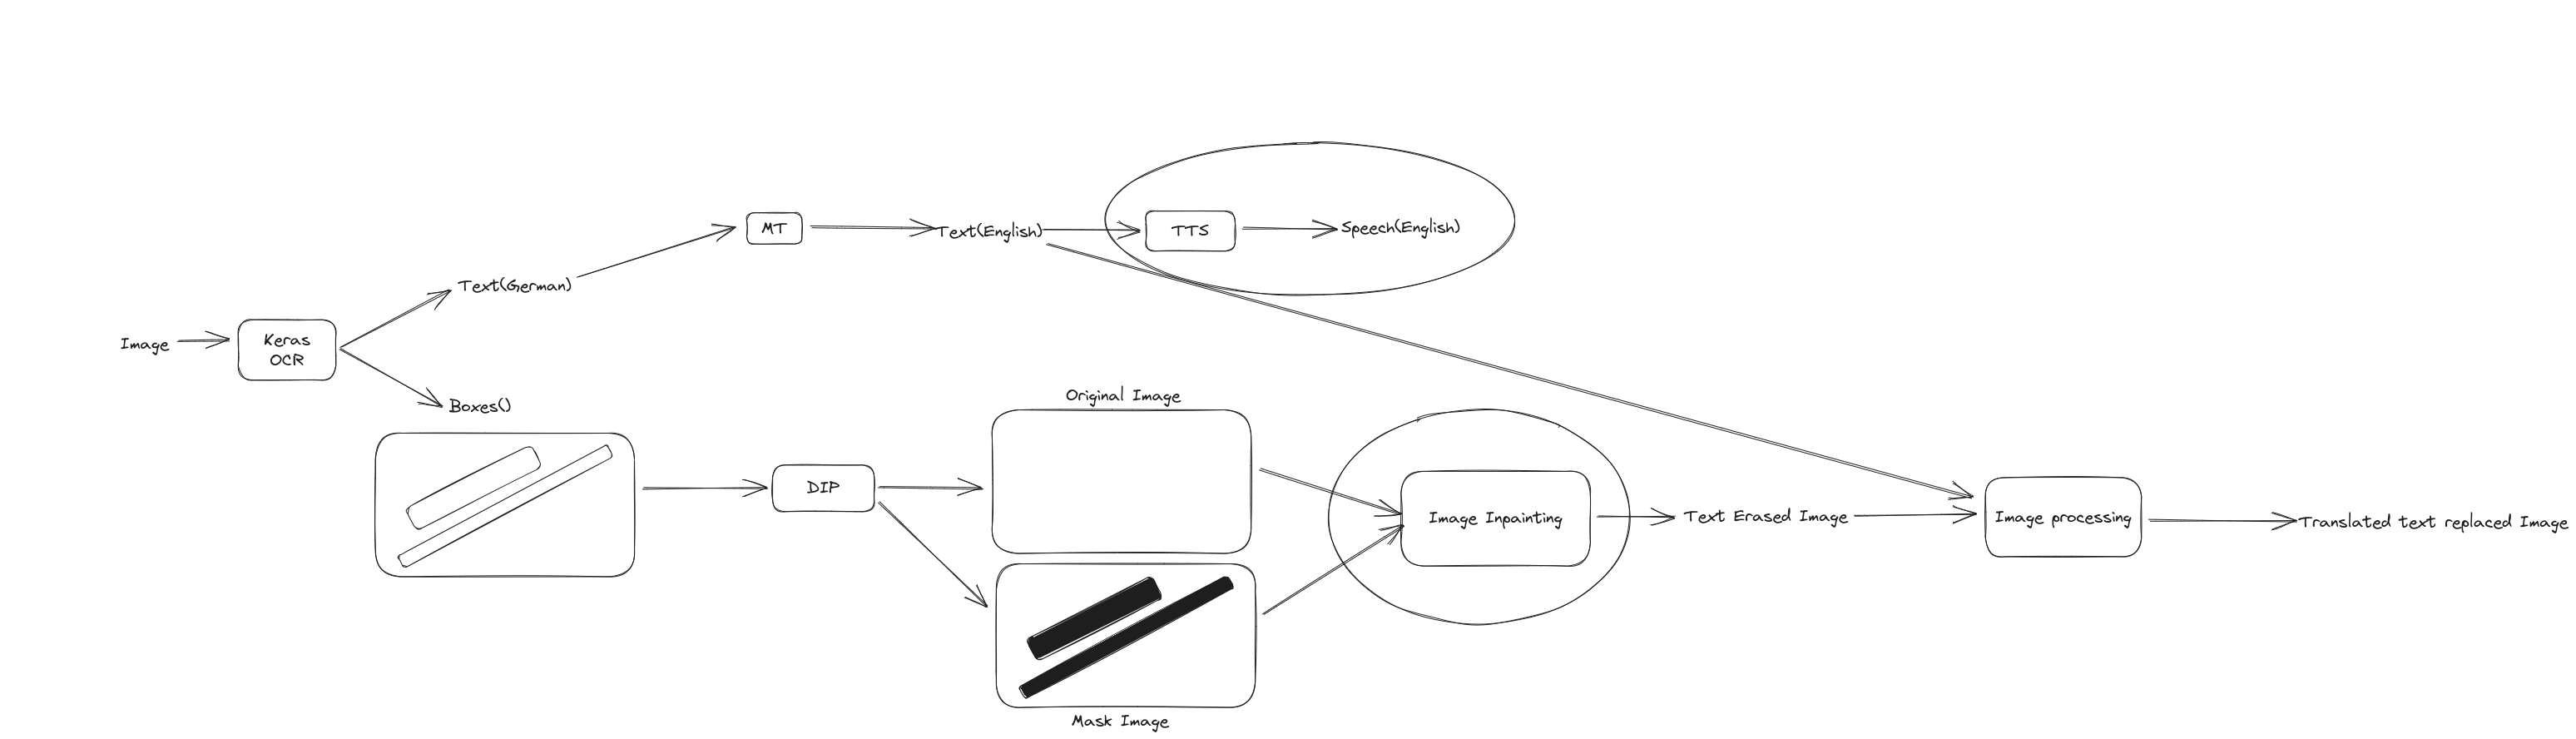 Image
Keras
OCR
Text(German)
Boxes()
MT
Text(English)
TTS
Speech(English)
DIP
Original Image
Mask Image
Image Inpainting
Text Erased Image
Image processing
Translated text replaced Image